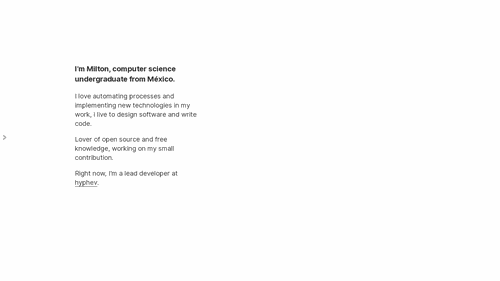 I'm Milton, computer science
undergraduate from México.
I love automating processes and
implementing new technologies in my
work, I live to design software and write
code.
Lover of open source and free
knowledge, working on my small
contribution.
Right now, I'm a lead developer at
hyphev.